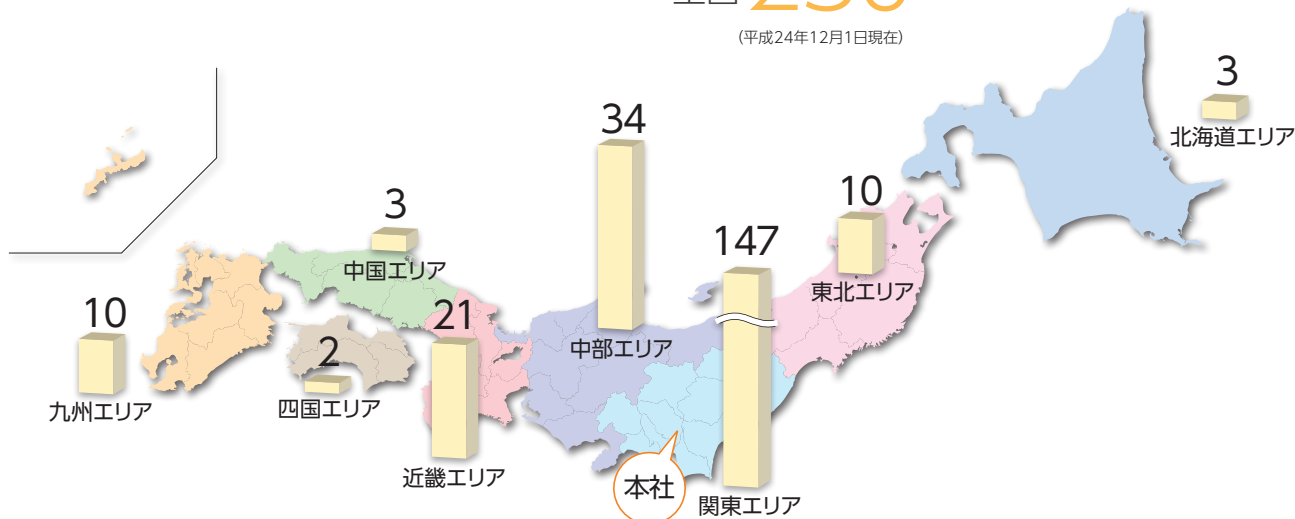 全国 230
(平成24年12月1日現在)
3
北海道エリア
34
10
東北エリア
3
中国エリア
147
10
九州エリア
21
2
四国エリア
中部エリア
近畿エリア
本社
関東エリア